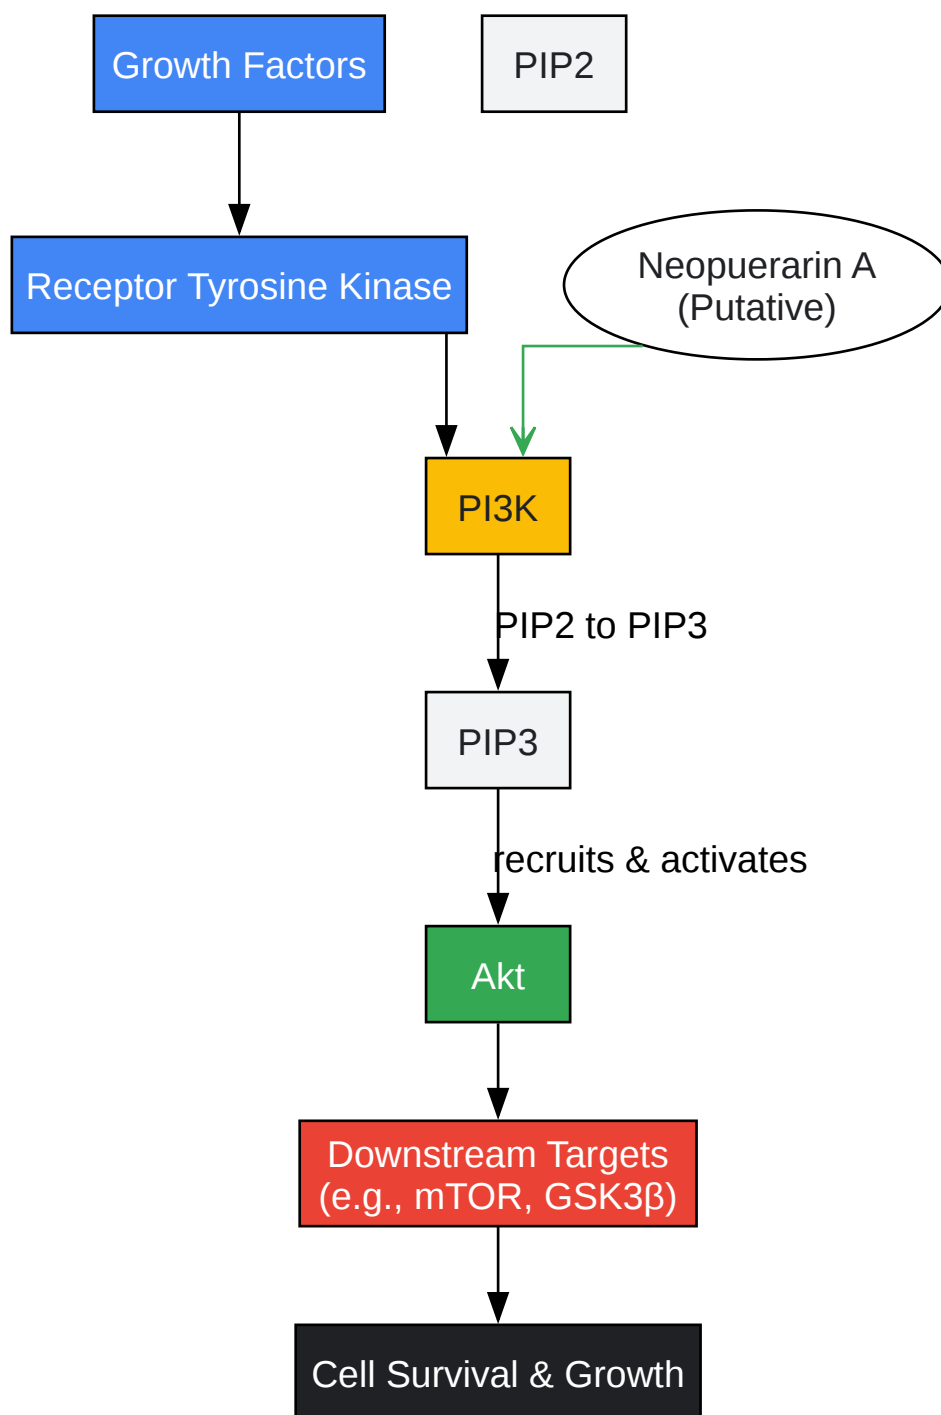 Growth Factors
PIP2
Receptor Tyrosine Kinase
Neopuerarin A
(Putative)
PI3K
PIP2 to PIP3
PIP3
recruits & activates
Akt
Downstream Targets
(e.g., mTOR, GSK3β)
Cell Survival & Growth